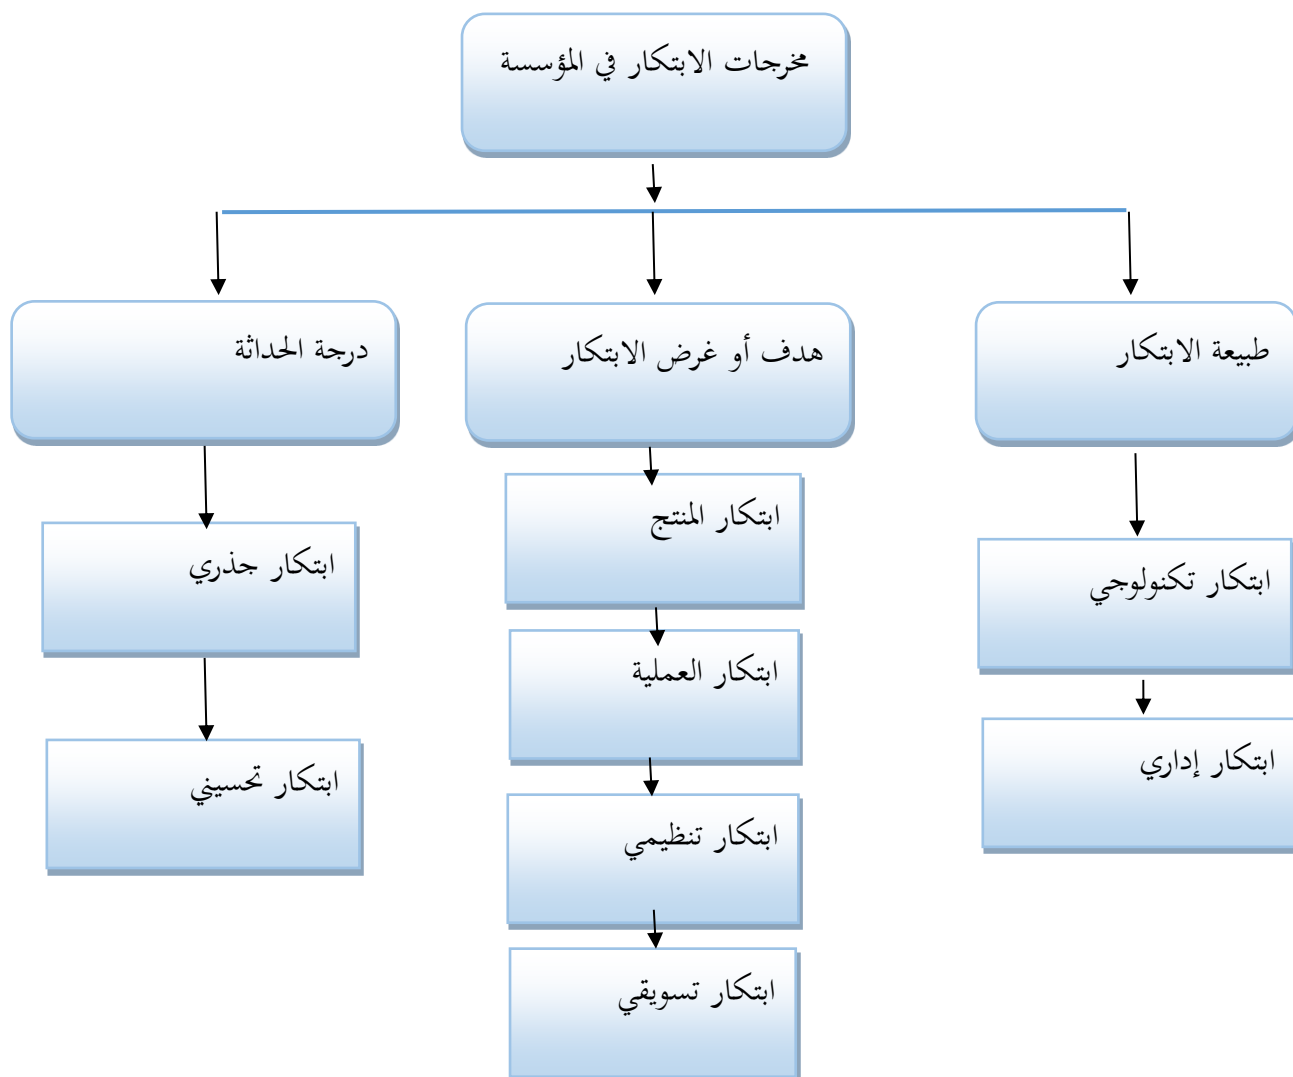 مخرجات الابتكار في المؤسسة
طبيعة الابتكار
هدف أو غرض الابتكار
درجة الحداثة
ابتكار تكنولوجي
ابتكار إداري
ابتكار المنتج
ابتكار العملية
ابتكار تنظيمي
ابتكار تسويقي
ابتكار جذري
ابتكار تحسيني